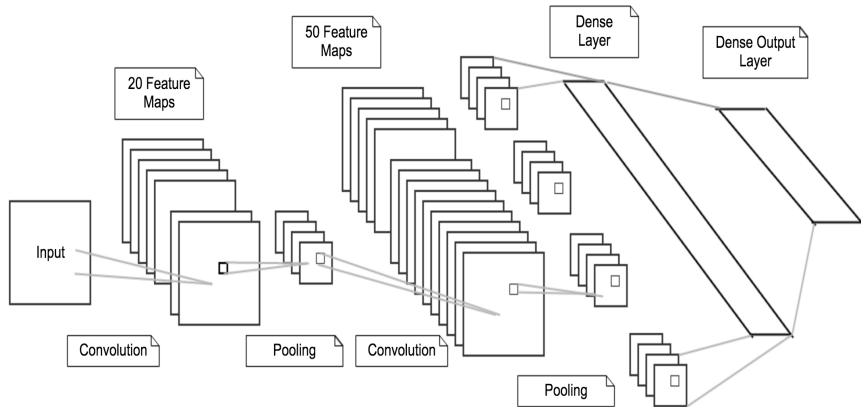 50 Feature
Maps
Dense
Layer
Dense Output
Layer
20 Feature
Maps
Input
Convolution
Pooling
Convolution
Pooling